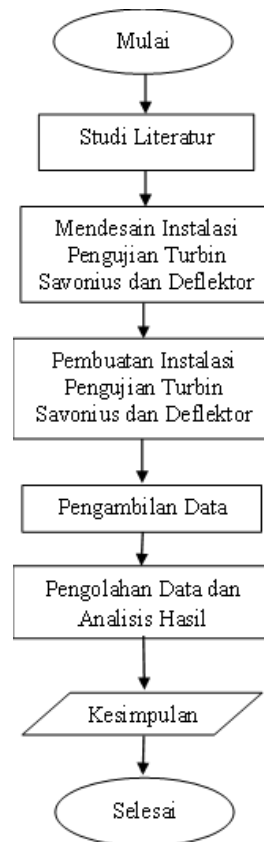 Mulai
Studi Literatur
Mendesain Instalasi
Pengujian Turbin
Savonius dan Deflektor
Pembuatan Instalasi
Pengujian Turbin
Savonius dan Deflektor
Pengambilan Data
Pengolahan Data dan
Analisis Hasil
Kesimpulan
Selesai